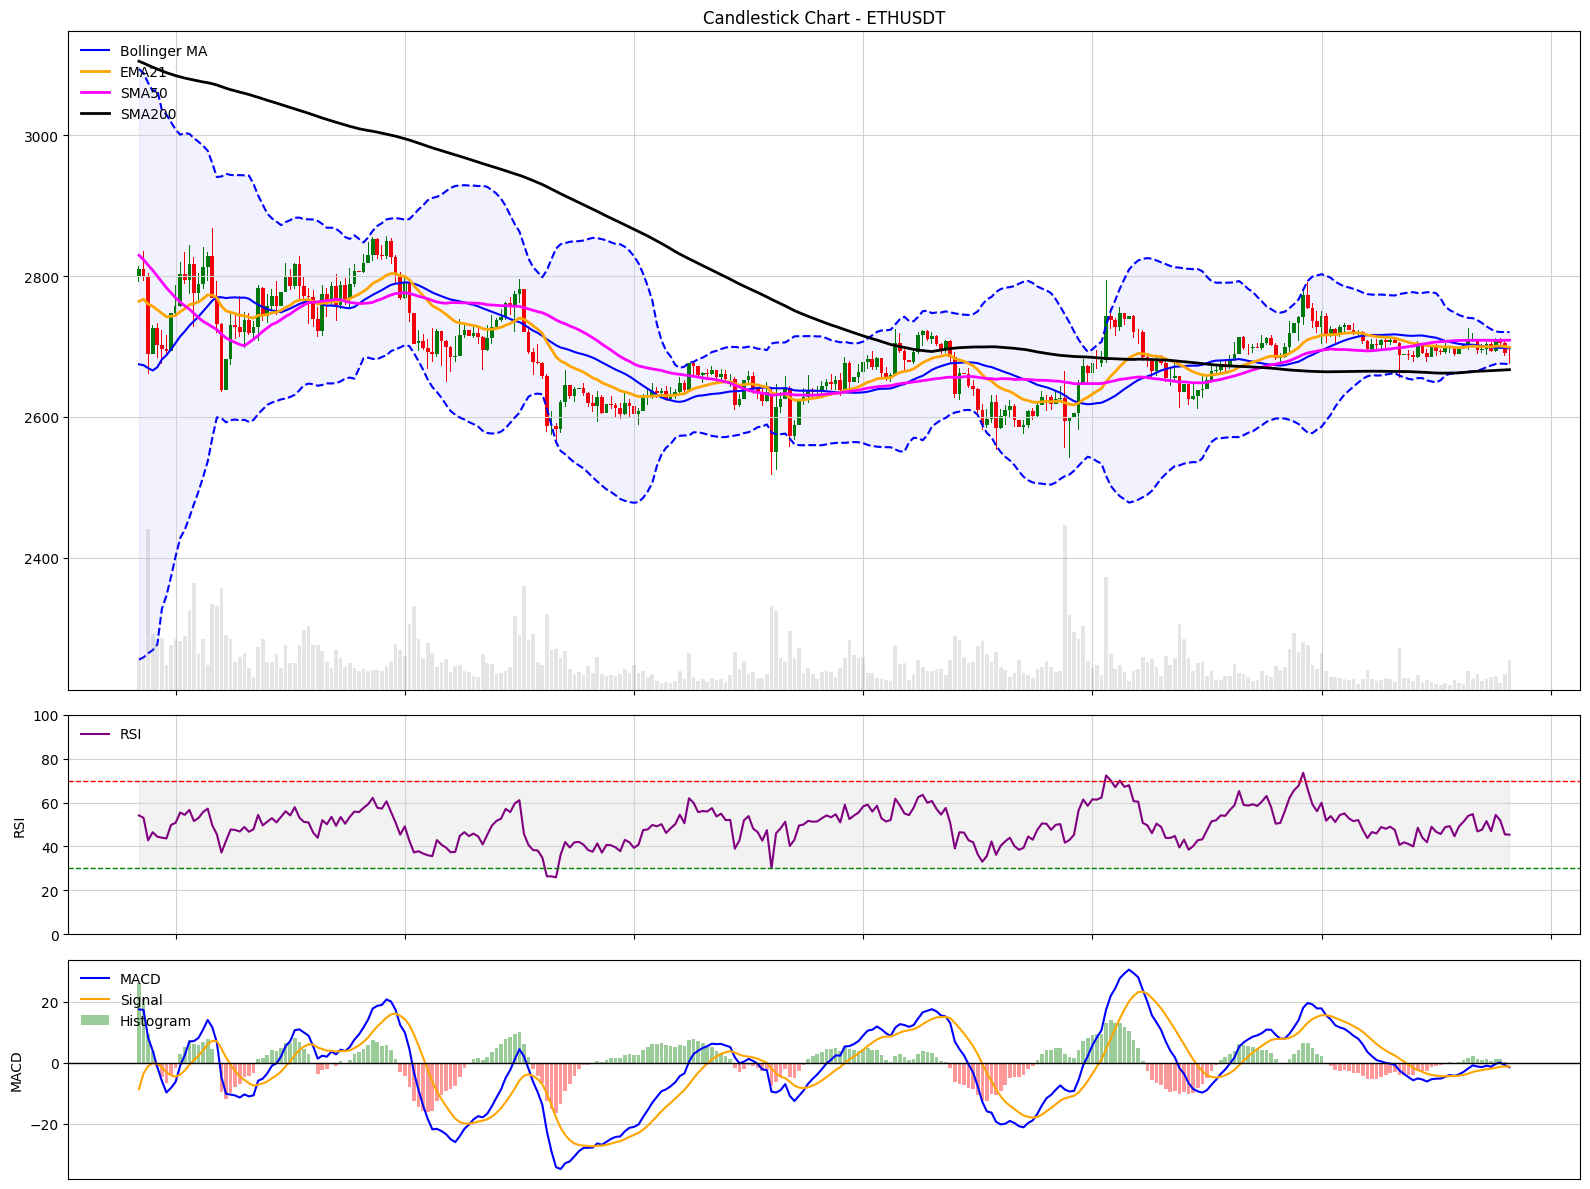 Candlestick Chart - ETHUSDT
Bollinger MA
EMA21
SMA50
SMA200
3000
2800
2600
2400
RSI
100
80
60
40
20
0
RSI
MACD
Signal
Histogram
20
0
−20
MACD